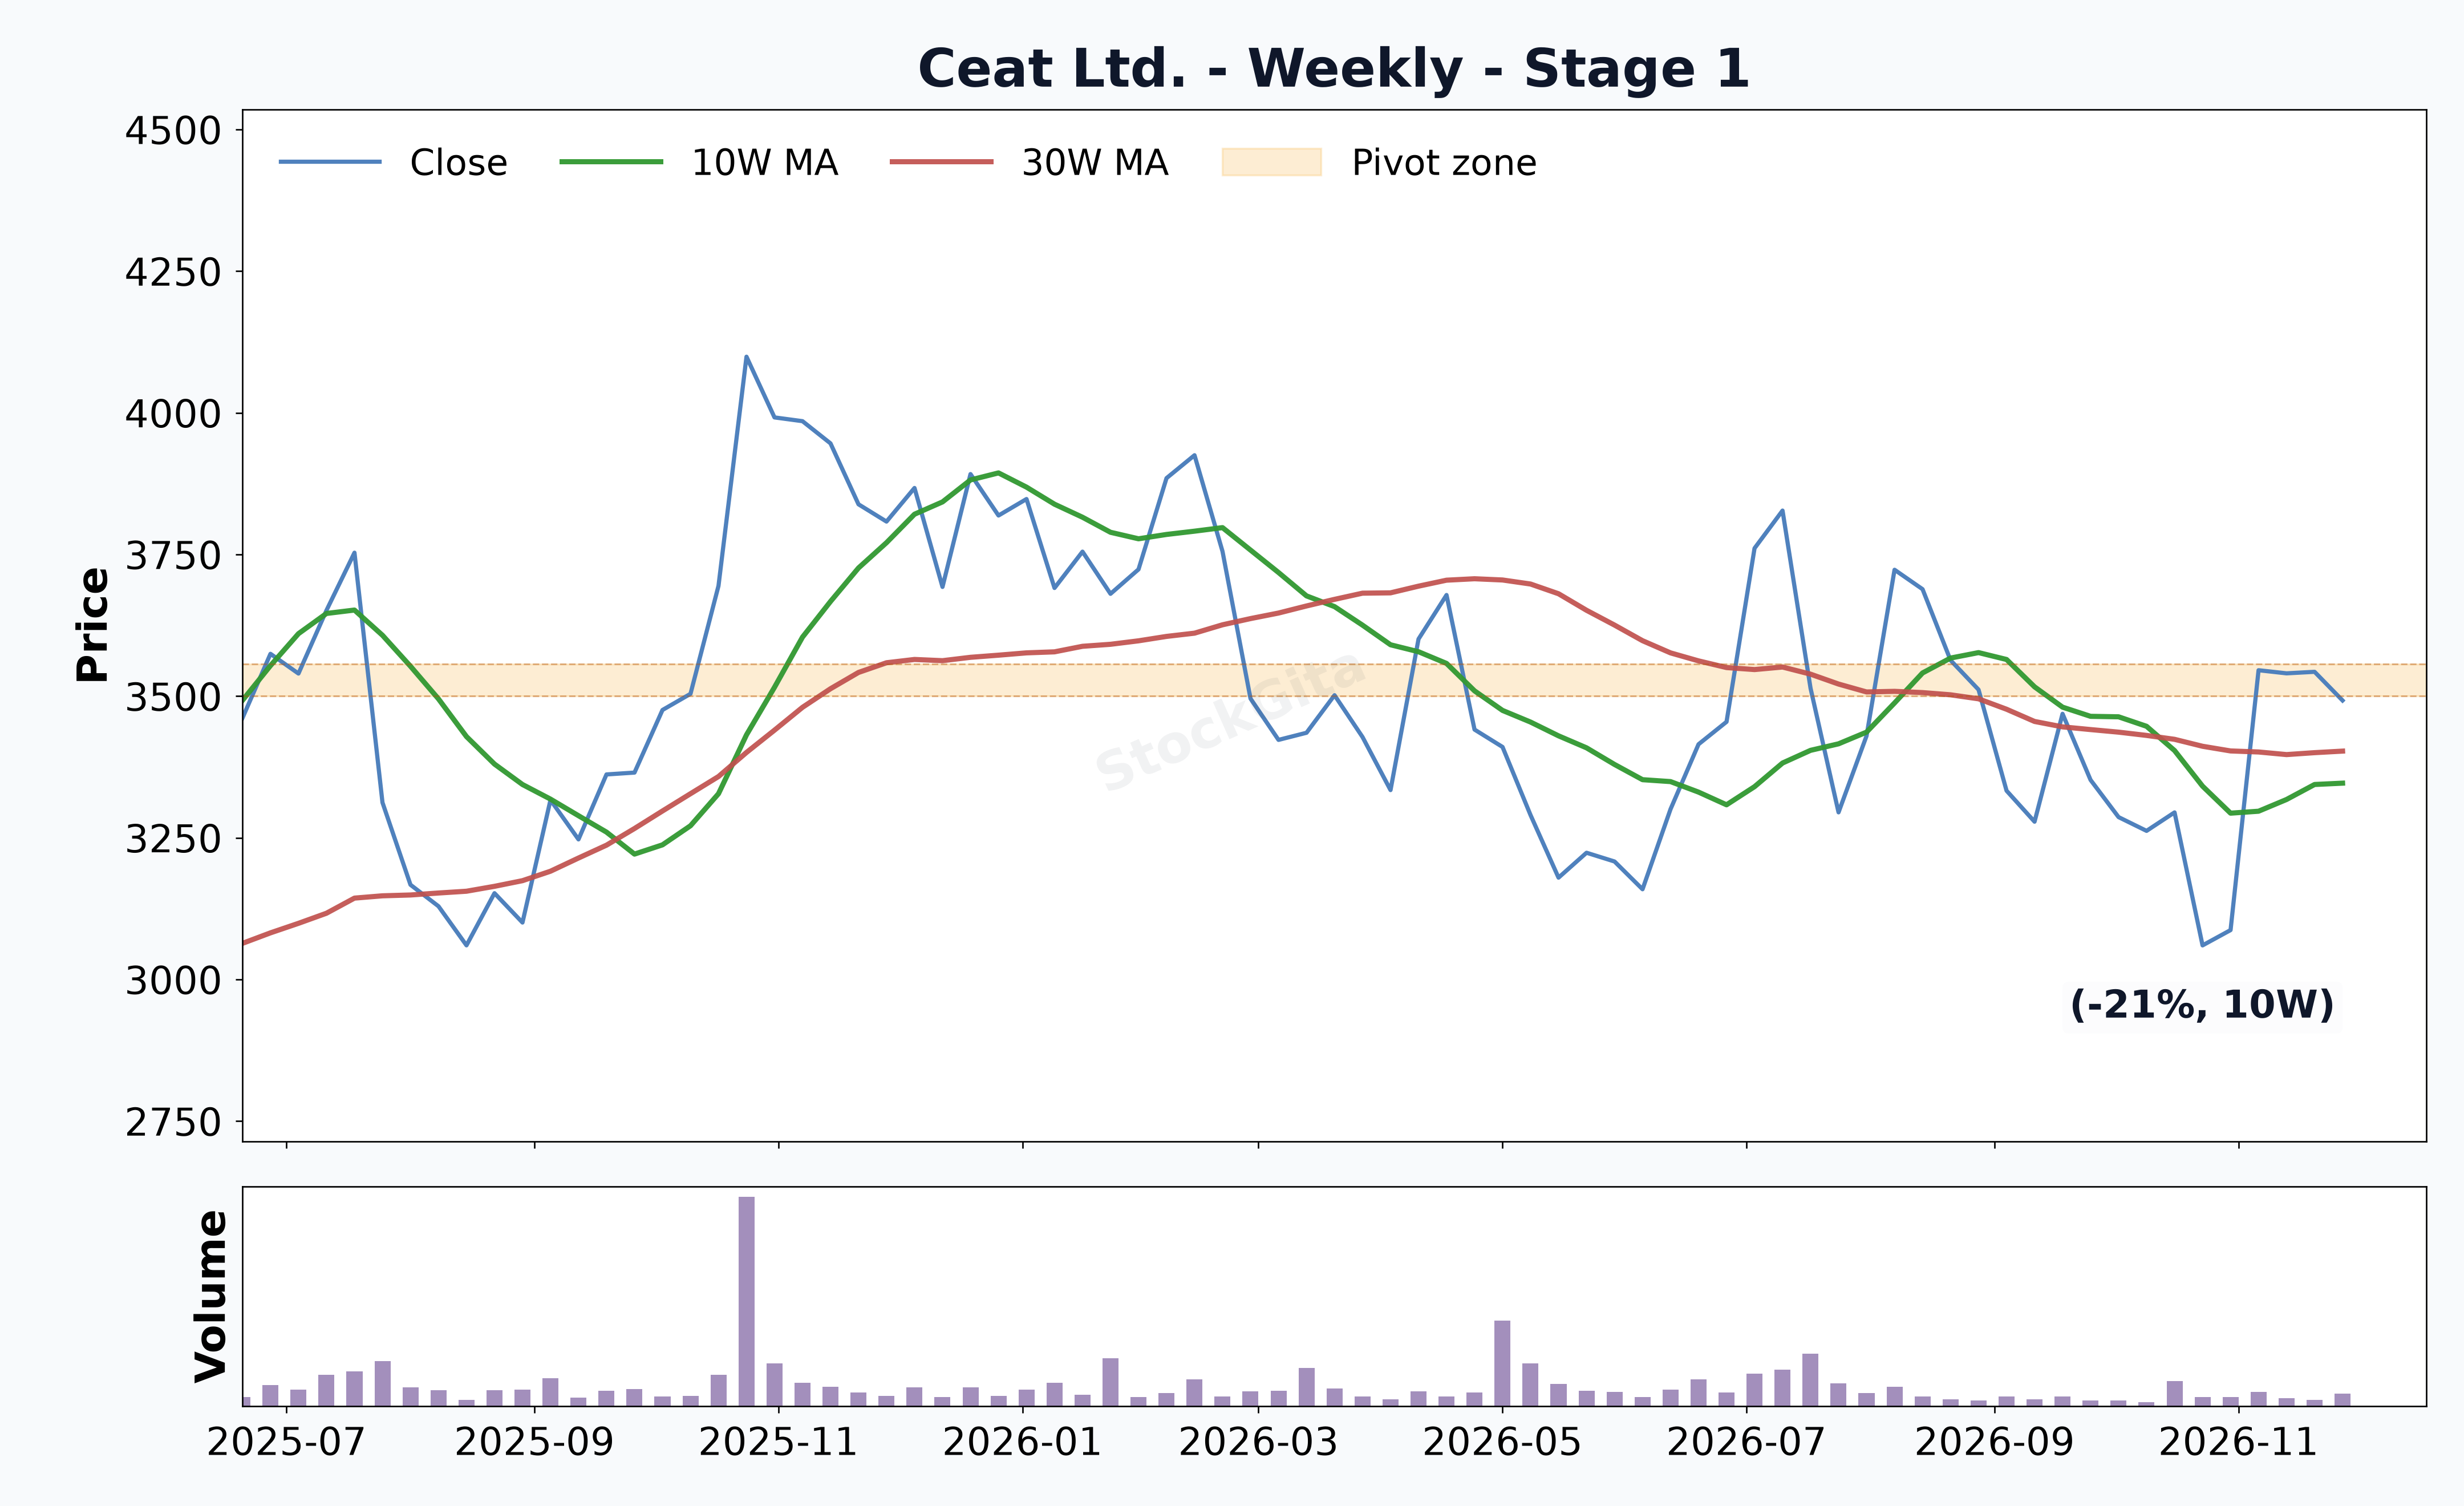 Ceat Ltd. - Weekly - Stage 1
Close 10W MA 30W MA Pivot zone
4500
4250
4000
3750
3500
3250
3000
2750
Price
StockGita
(-21%, 10W)
Volume
2025-07 2025-09 2025-11 2026-01 2026-03 2026-05 2026-07 2026-09 2026-11